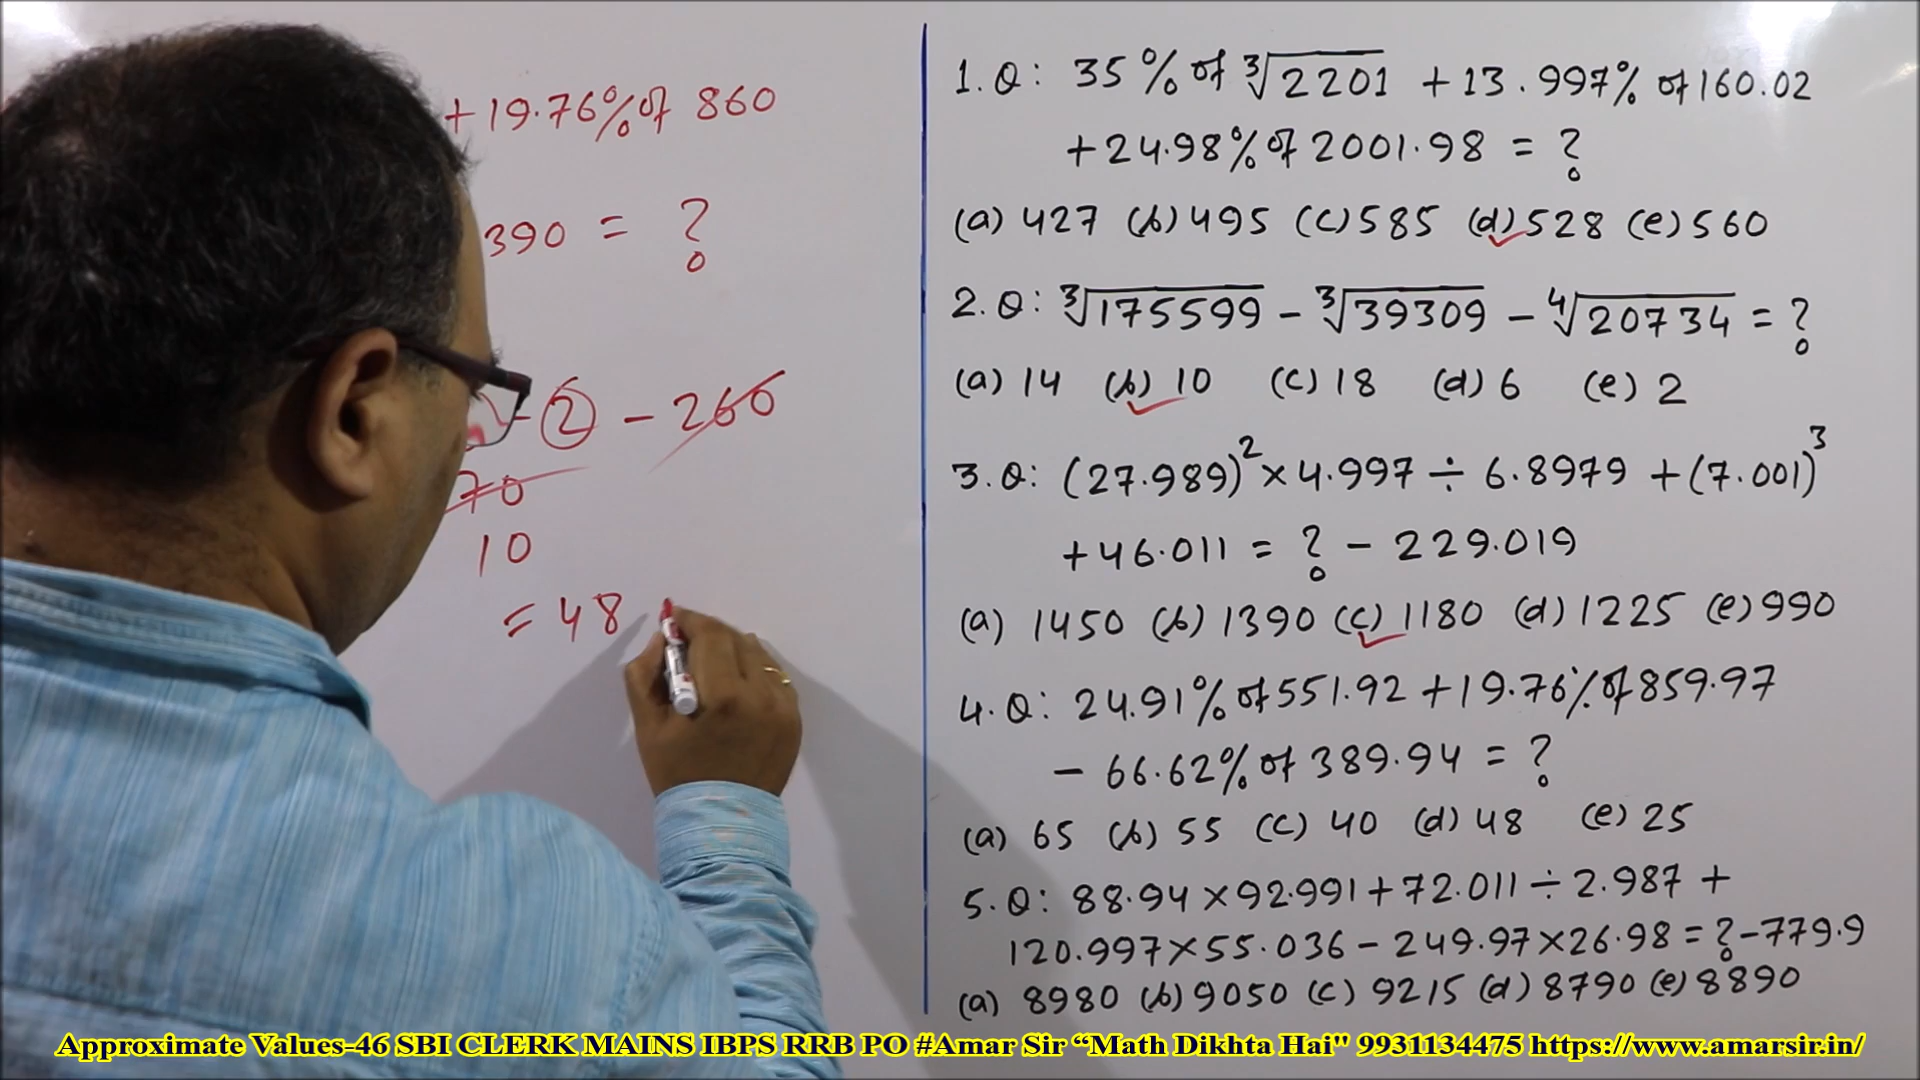 + 19.76% of 860
390 = ?
- 2 - 260
70
10
= 48
1. Q: 35% of ∛2201 + 13.997% of 160.02
+ 24.98% of 2001.98 = ?
(a) 427 (b) 495 (c) 585 (d) 528 (e) 560
2. Q: ∛175599 - ∛39309 - ∜20734 = ?
(a) 14 (b) 10 (c) 18 (d) 6 (e) 2
3. Q: (27.989)² × 4.997 ÷ 6.8979 + (7.001)³
+ 46.011 = ? - 229.019
(a) 1450 (b) 1390 (c) 1180 (d) 1225 (e) 990
4. Q: 24.91% of 551.92 + 19.76% of 859.97
- 66.62% of 389.94 = ?
(a) 65 (b) 55 (c) 40 (d) 48 (e) 25
5. Q: 88.94 × 92.991 + 72.011 ÷ 2.987 +
120.997 × 55.036 - 249.97 × 26.98 = ? - 779.9
(a) 8980 (b) 9050 (c) 9215 (d) 8790 (e) 8890
Approximate Values-46 SBI CLERK MAINS IBPS RRB PO #Amar Sir “Math Dikhta Hai" 9931134475 https://www.amarsir.in/